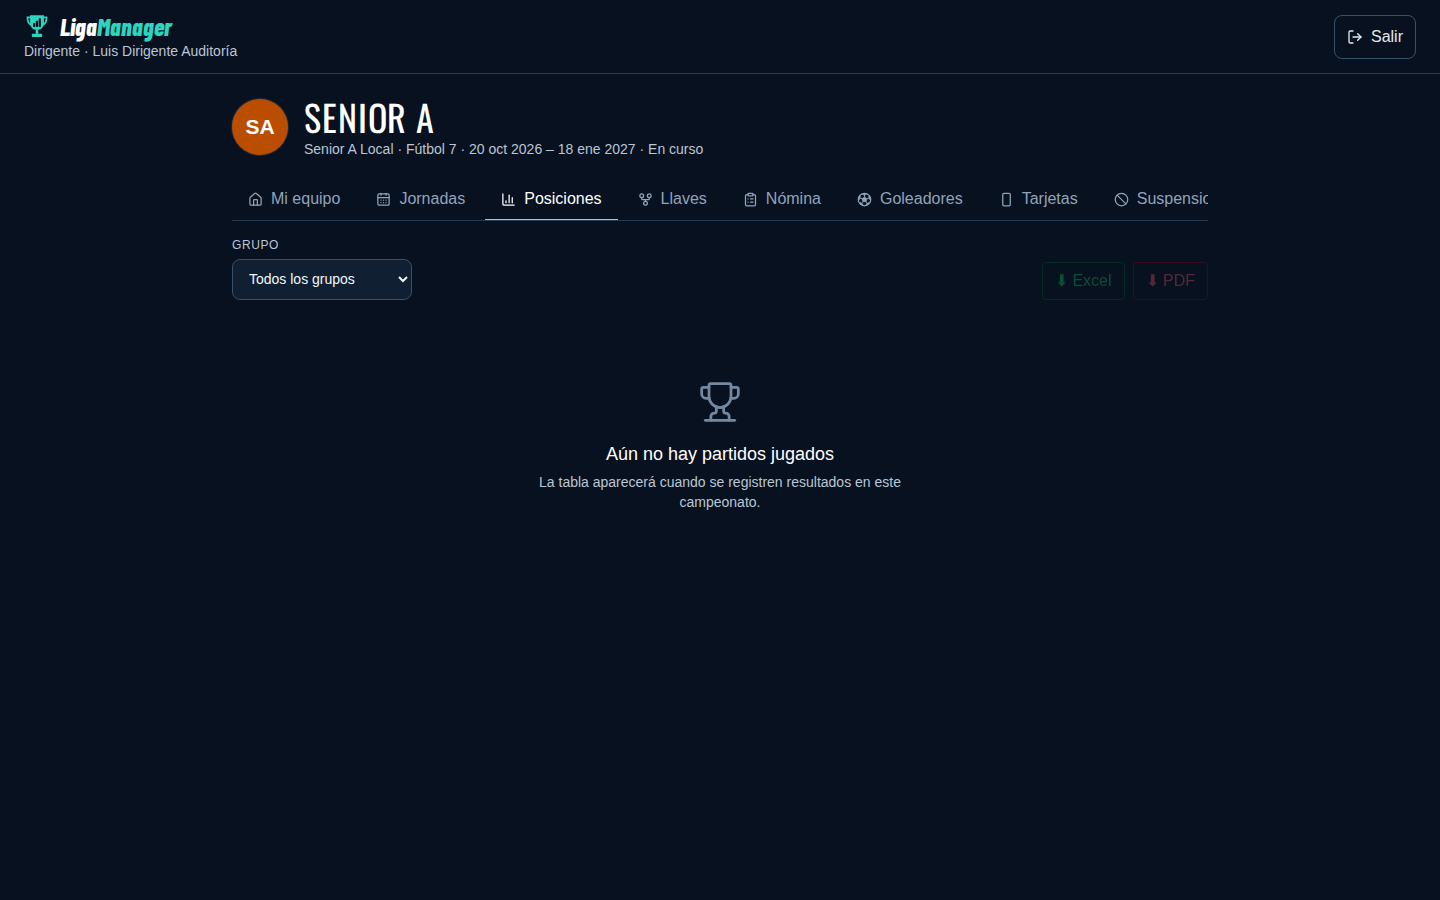 LigaManager
Dirigente · Luis Dirigente Auditoría
Salir
SA
SENIOR A
Senior A Local · Fútbol 7 · 20 oct 2026 – 18 ene 2027 · En curso
Mi equipo
Jornadas
Posiciones
Llaves
Nómina
Goleadores
Tarjetas
Suspensic
GRUPO
Todos los grupos
⬇ Excel
⬇ PDF
Aún no hay partidos jugados
La tabla aparecerá cuando se registren resultados en este
campeonato.